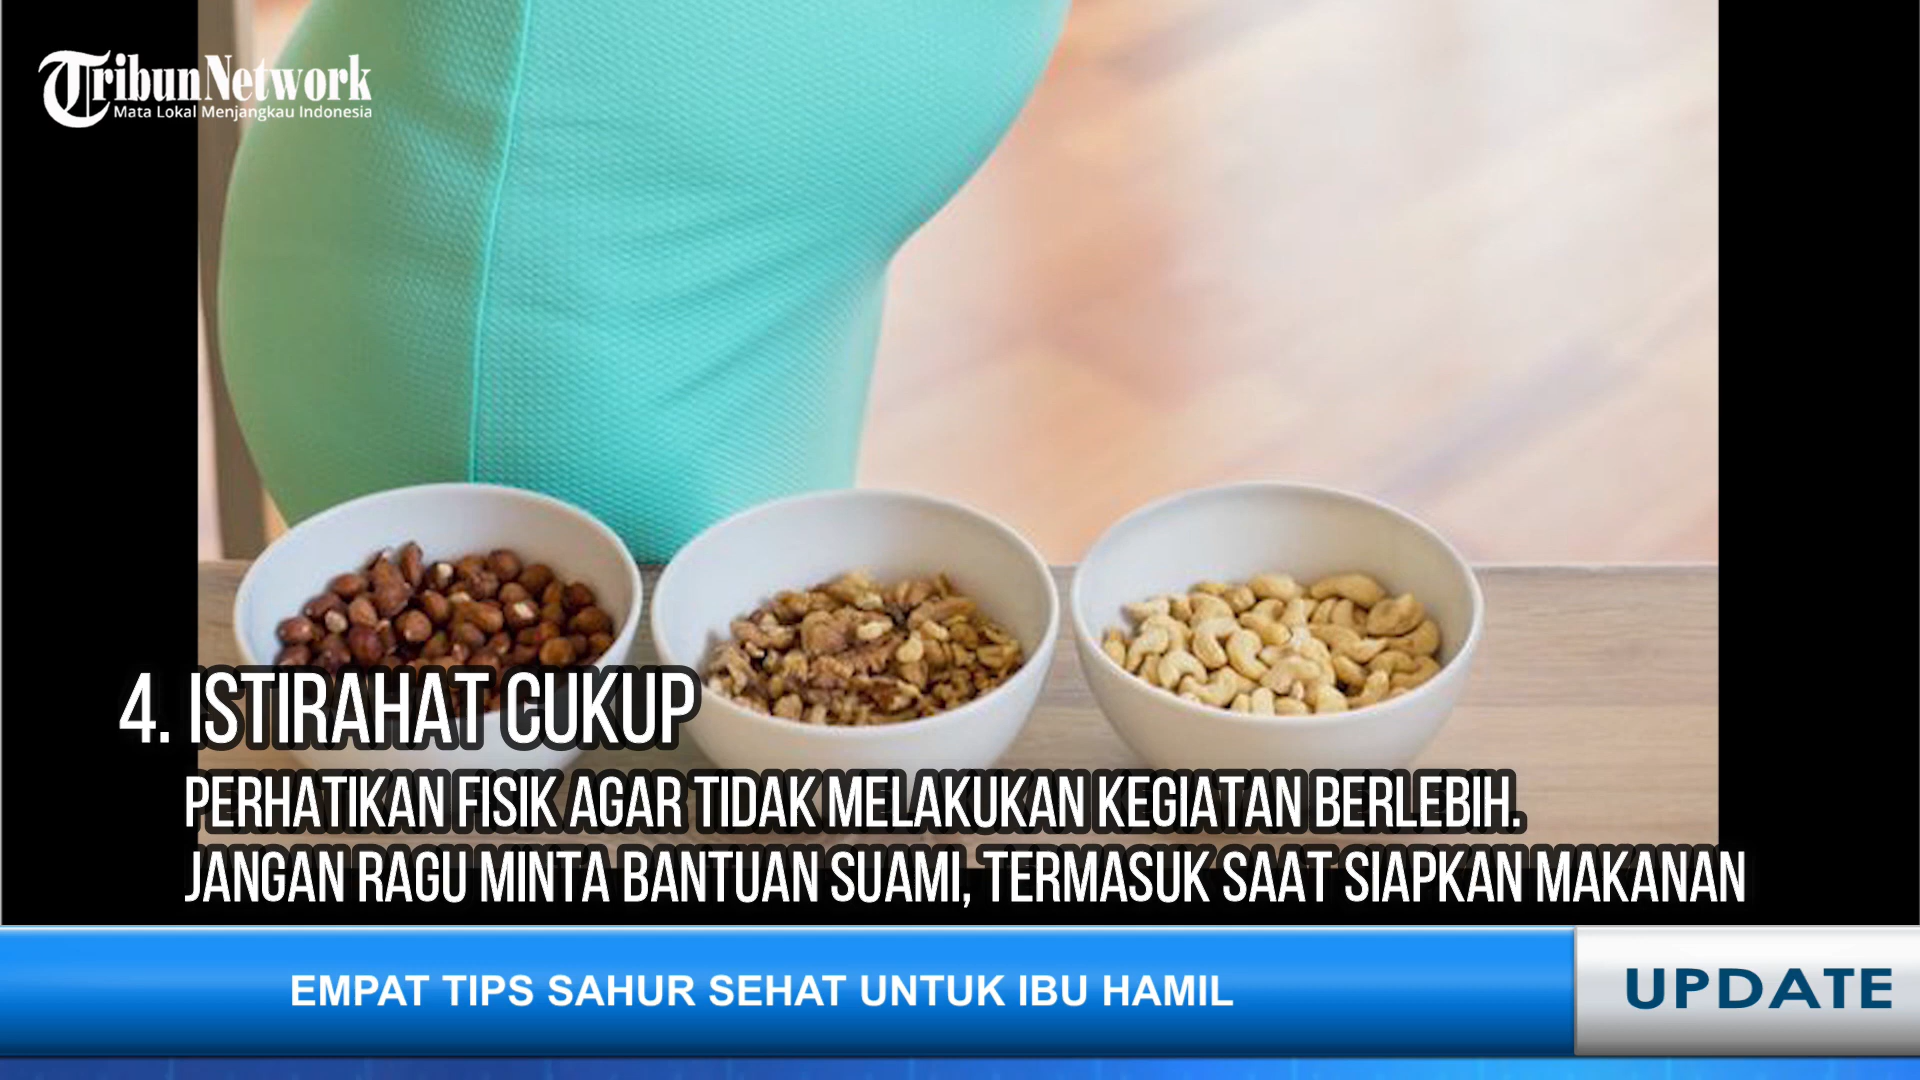 TribunNetwork
Mata Lokal Menjangkau Indonesia
4. ISTIRAHAT CUKUP
PERHATIKAN FISIK AGAR TIDAK MELAKUKAN KEGIATAN BERLEBIH.
JANGAN RAGU MINTA BANTUAN SUAMI, TERMASUK SAAT SIAPKAN MAKANAN
EMPAT TIPS SAHUR SEHAT UNTUK IBU HAMIL
UPDATE